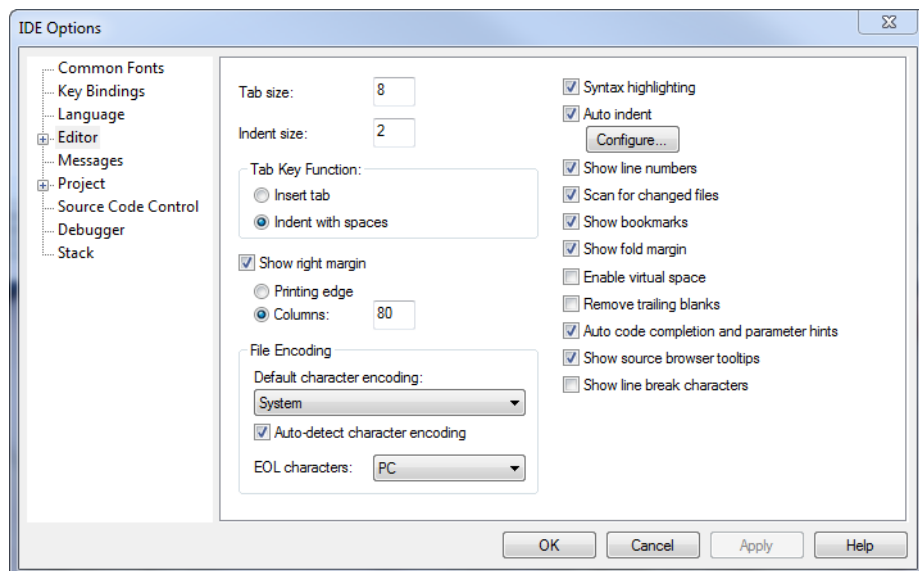 IDE Options
Common Fonts
Key Bindings
Language
Editor
Messages
Project
Source Code Control
Debugger
Stack
Tab size: 8
Indent size: 2
Tab Key Function:
Insert tab
Indent with spaces
Show right margin
Printing edge
Columns: 80
File Encoding
Default character encoding:
System
Auto-detect character encoding
EOL characters: PC
Syntax highlighting
Auto indent
Configure...
Show line numbers
Scan for changed files
Show bookmarks
Show fold margin
Enable virtual space
Remove trailing blanks
Auto code completion and parameter hints
Show source browser tooltips
Show line break characters
OK Cancel Apply Help